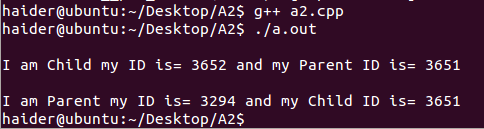 haider@ubuntu:~/Desktop/A2$ g++ a2.cpp
haider@ubuntu:~/Desktop/A2$ ./a.out
I am Child my ID is= 3652 and my Parent ID is= 3651
I am Parent my ID is= 3294 and my Child ID is= 3651
haider@ubuntu:~/Desktop/A2$